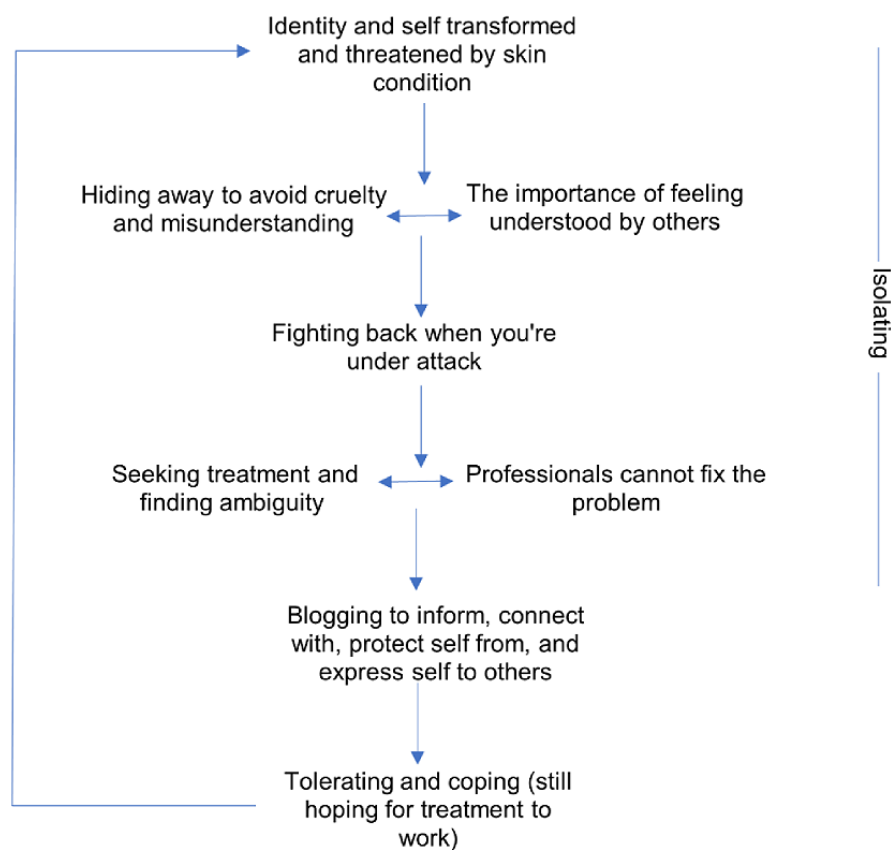 Identity and self transformed
and threatened by skin
condition
Hiding away to avoid cruelty
and misunderstanding
The importance of feeling
understood by others
Isolating
Fighting back when you're
under attack
Seeking treatment and
finding ambiguity
Professionals cannot fix the
problem
Blogging to inform, connect
with, protect self from, and
express self to others
Tolerating and coping (still
hoping for treatment to
work)